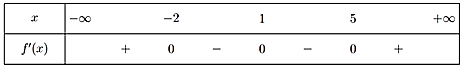 x −∞ −2 1 5 +∞
f′(x) + 0 − 0 − 0 +